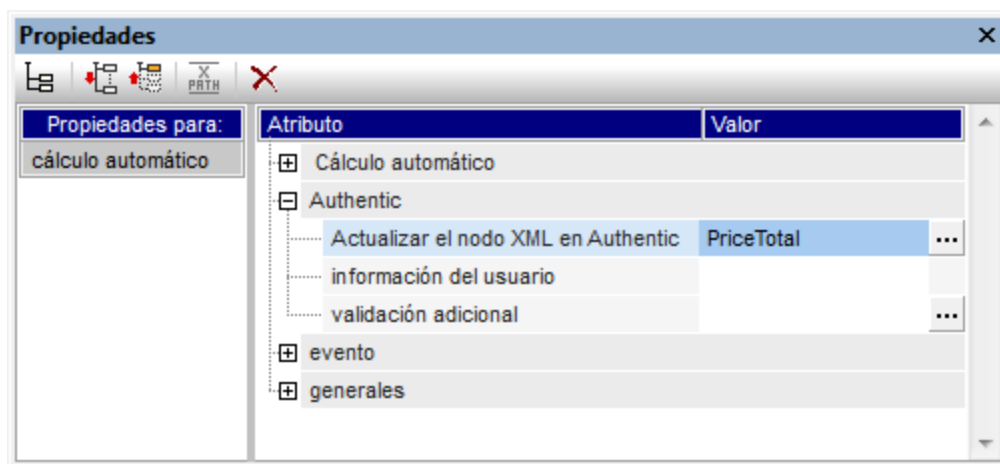 Propiedades
X
PATH
Propiedades para:
Atributo
Valor
cálculo automático
Cálculo automático
Authentic
Actualizar el nodo XML en Authentic
PriceTotal
...
información del usuario
validación adicional
...
evento
generales